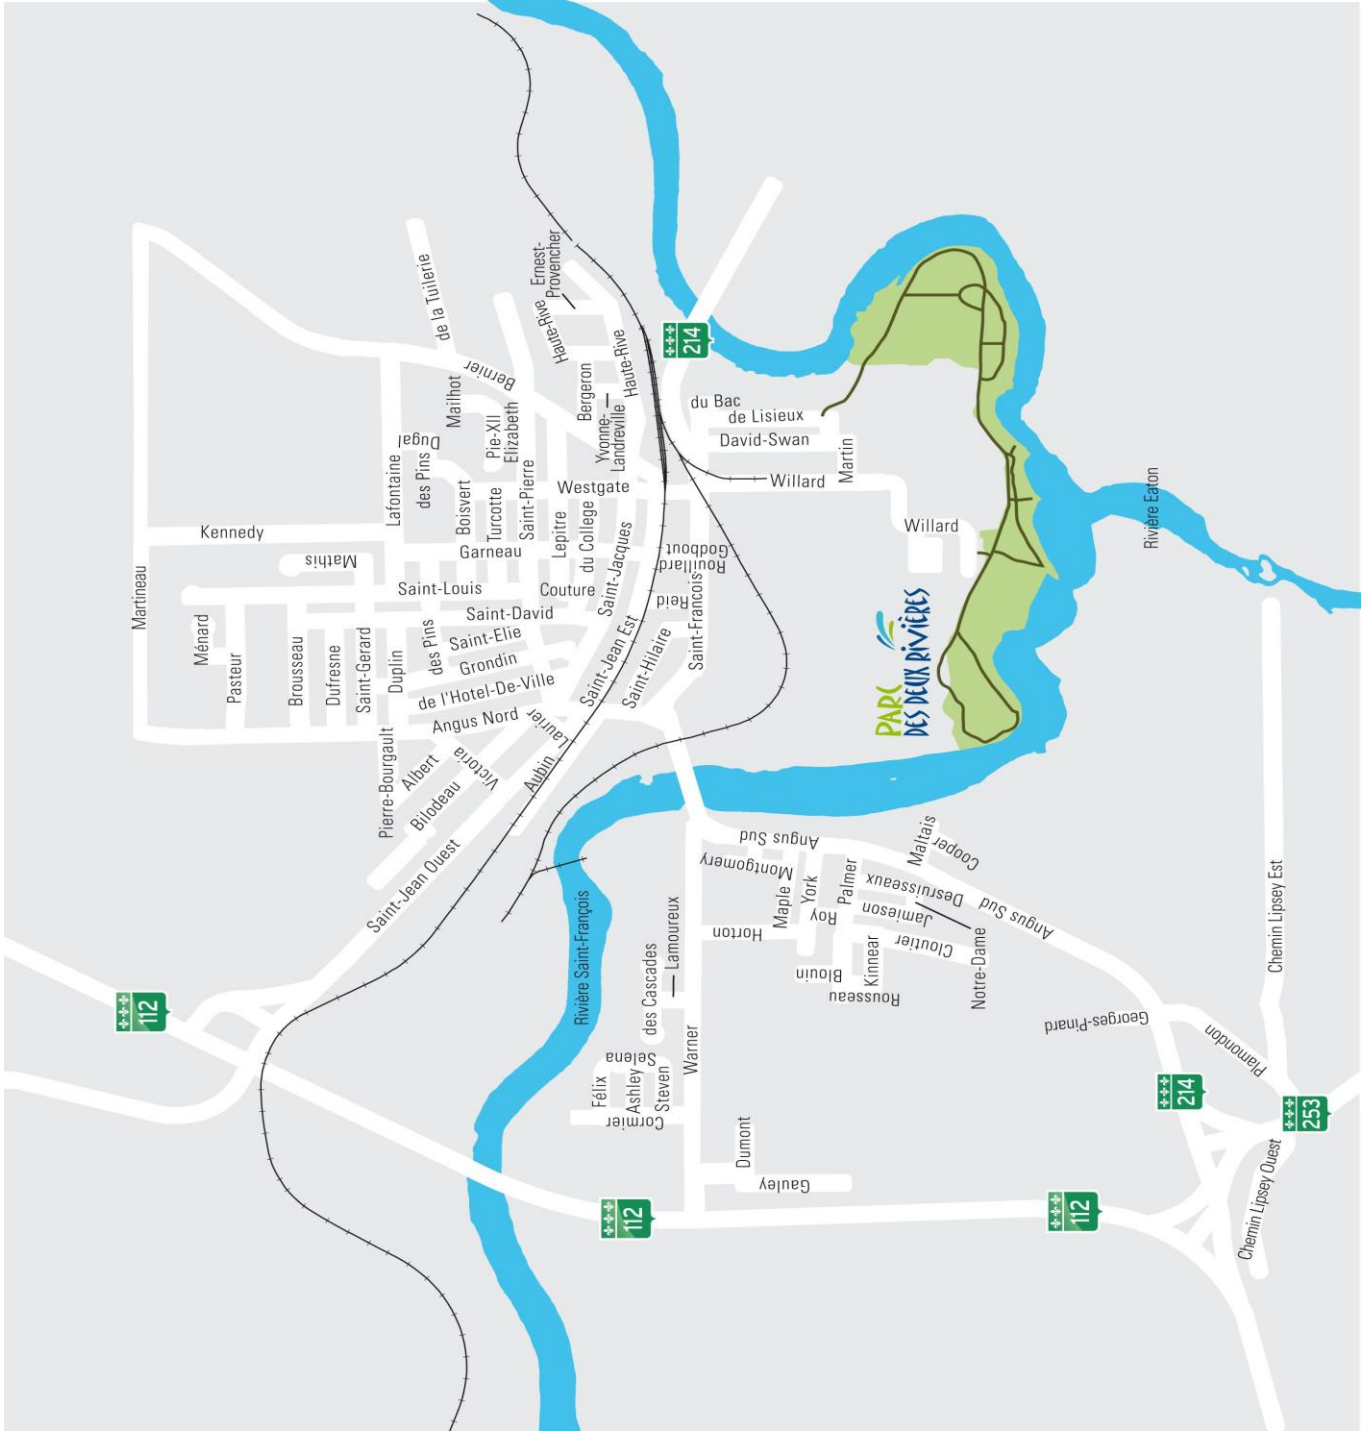 Ernest-
Provencher
de la Tuilerie
Haute-Rive
Haute-Rive
214
Bernier
Mailhot
Bergeron
Yvonne-
Landreville
Pie-XII
Elizabeth
du Bac
de Lisieux
David-Swan
Martin
Dugal
des Pins
Lafontaine
Boisvert
Turcotte
Saint-Pierre
Westgate
Willard
Rivière Eaton
Kennedy
Mathis
Garneau
Lepitre
du College
Saint-Jacques
Godbout
Rouillard
Willard
Martineau
Saint-Louis
Couture
Reid
Saint-Francois
Saint-David
Ménard
Pasteur
Brousseau
Dufresne
Saint-Gerard
Duplin
des Pins
Saint-Elie
Grondin
de l'Hotel-De-Ville
Angus Nord
Laurier
Saint-Jean Est
Saint-Hilaire
PARC
DES DEUX RIVIÈRES
Pierre-Bourgault
Albert
Victoria
Bilodeau
Aubin
Saint-Jean Ouest
Angus Sud
Montgomery
Maple
York
Palmer
Maltais
Cooper
Desruisseaux
Jamieson
Angus Sud
Roy
Horton
Cloutier
Notre-Dame
Blouin
Kinnear
Rousseau
Rivière Saint-François
Lamoureux
des Cascades
Chemin Lipsey Est
112
Selena
Félix
Ashley
Steven
Cormier
Warner
Georges-Pinard
Plamondon
214
253
Dumont
Gauley
112
112
Chemin Lipsey Ouest